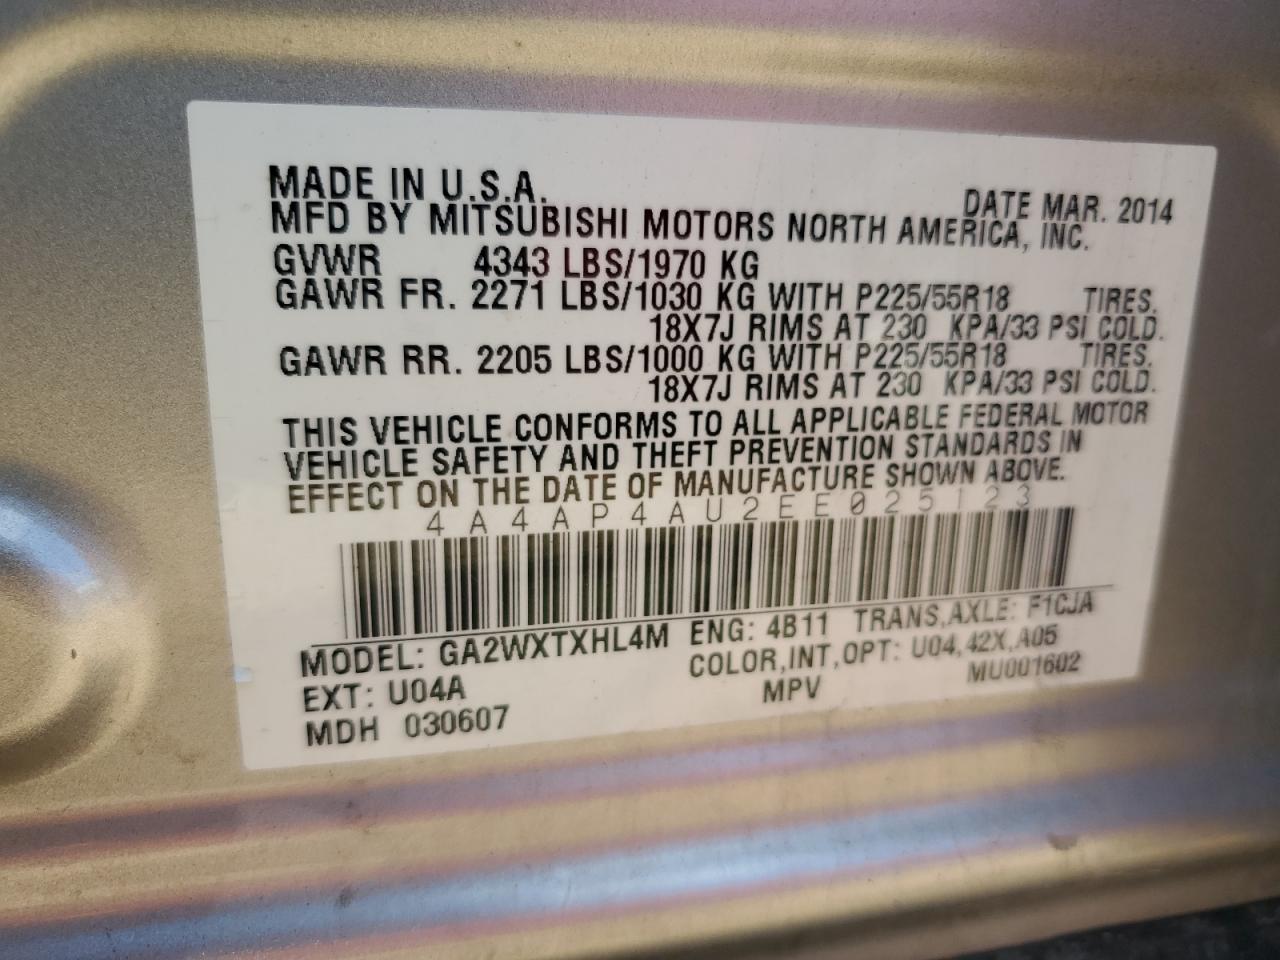 MADE IN U.S.A. DATE MAR. 2014
MFD BY MITSUBISHI MOTORS NORTH AMERICA, INC.
GVWR 4343 LBS/1970 KG
GAWR FR. 2271 LBS/1030 KG WITH P225/55R18 TIRES.
18X7J RIMS AT 230 KPA/33 PSI COLD.
GAWR RR. 2205 LBS/1000 KG WITH P225/55R18 TIRES.
18X7J RIMS AT 230 KPA/33 PSI COLD.
THIS VEHICLE CONFORMS TO ALL APPLICABLE FEDERAL MOTOR
VEHICLE SAFETY AND THEFT PREVENTION STANDARDS IN
EFFECT ON THE DATE OF MANUFACTURE SHOWN ABOVE.
4A4AP4AU2EE025123
MODEL: GA2WXTXHL4M ENG: 4B11 TRANS,AXLE: F1CJA
EXT: U04A COLOR,INT,OPT: U04,42X,A05
MDH 030607 MPV MU001602